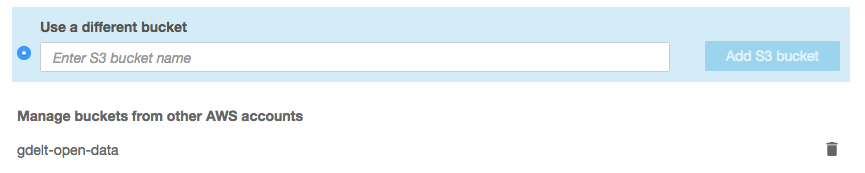 Use a different bucket
Enter S3 bucket name
Add S3 bucket
Manage buckets from other AWS accounts
gdelt-open-data